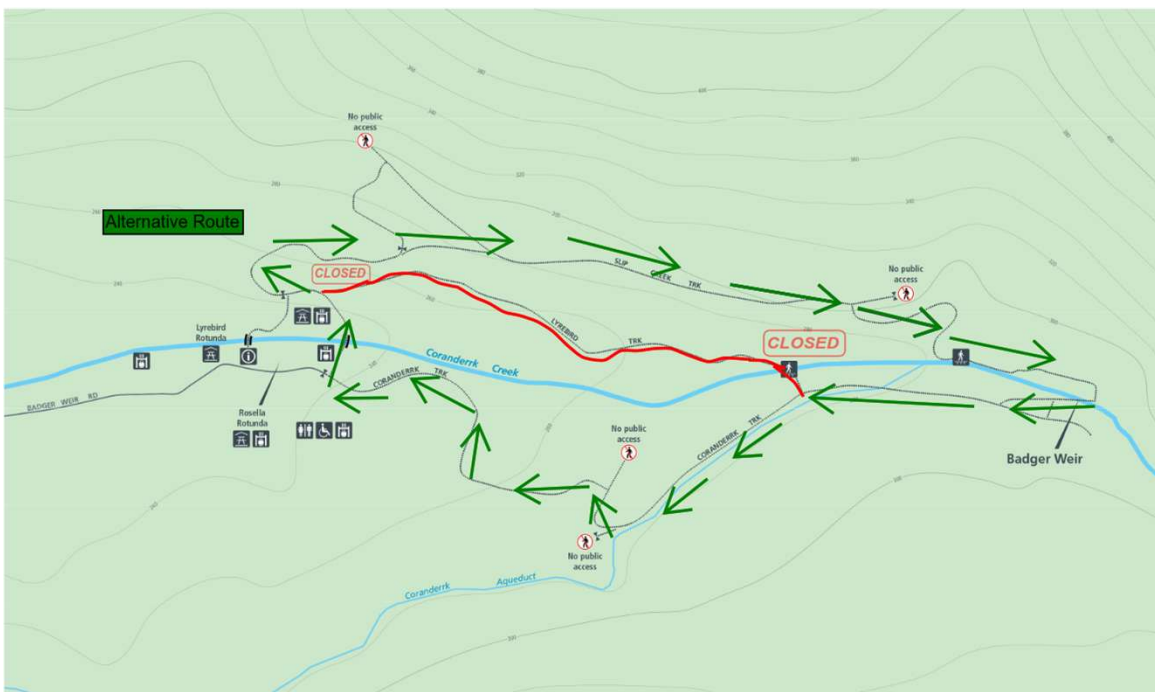 No public
access
Alternative Route
CLOSED
SLIP CREEK TRK
No public
access
Lyrebird
Rotunda
LYREBIRD TRK
CLOSED
Coranderrk
Creek
CORANDERRK TRK
BADGER WEIR RD
Rosella
Rotunda
No public
access
CORANDERRK TRK
Badger Weir
No public
access
Coranderrk Aqueduct